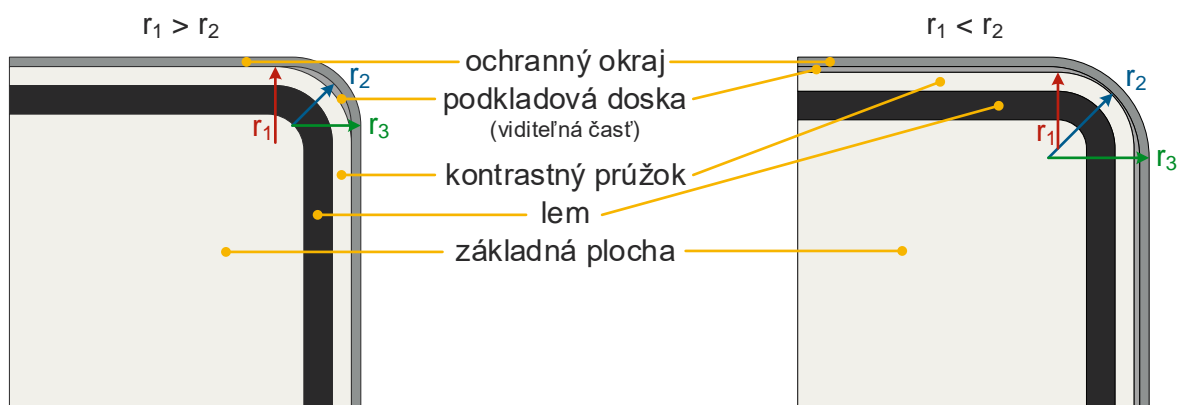 r₁ > r₂
r₁ < r₂
ochranný okraj
podkladová doska
(viditeľná časť)
kontrastný prúžok
lem
základná plocha
r₂
r₁
r₃
r₂
r₁
r₃